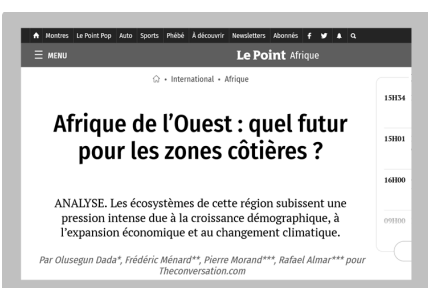 Montres Le Point Pop Auto Sports Phébé À découvrir Newsletters Abonnés
MENU
Le Point Afrique
• International • Afrique
Afrique de l’Ouest : quel futur
pour les zones côtières ?
ANALYSE. Les écosystèmes de cette région subissent une
pression intense due à la croissance démographique, à
l’expansion économique et au changement climatique.
Par Olusegun Dada*, Frédéric Ménard**, Pierre Morand***, Rafael Almar*** pour
Theconversation.com
15H34
15H01
16H00
09H00